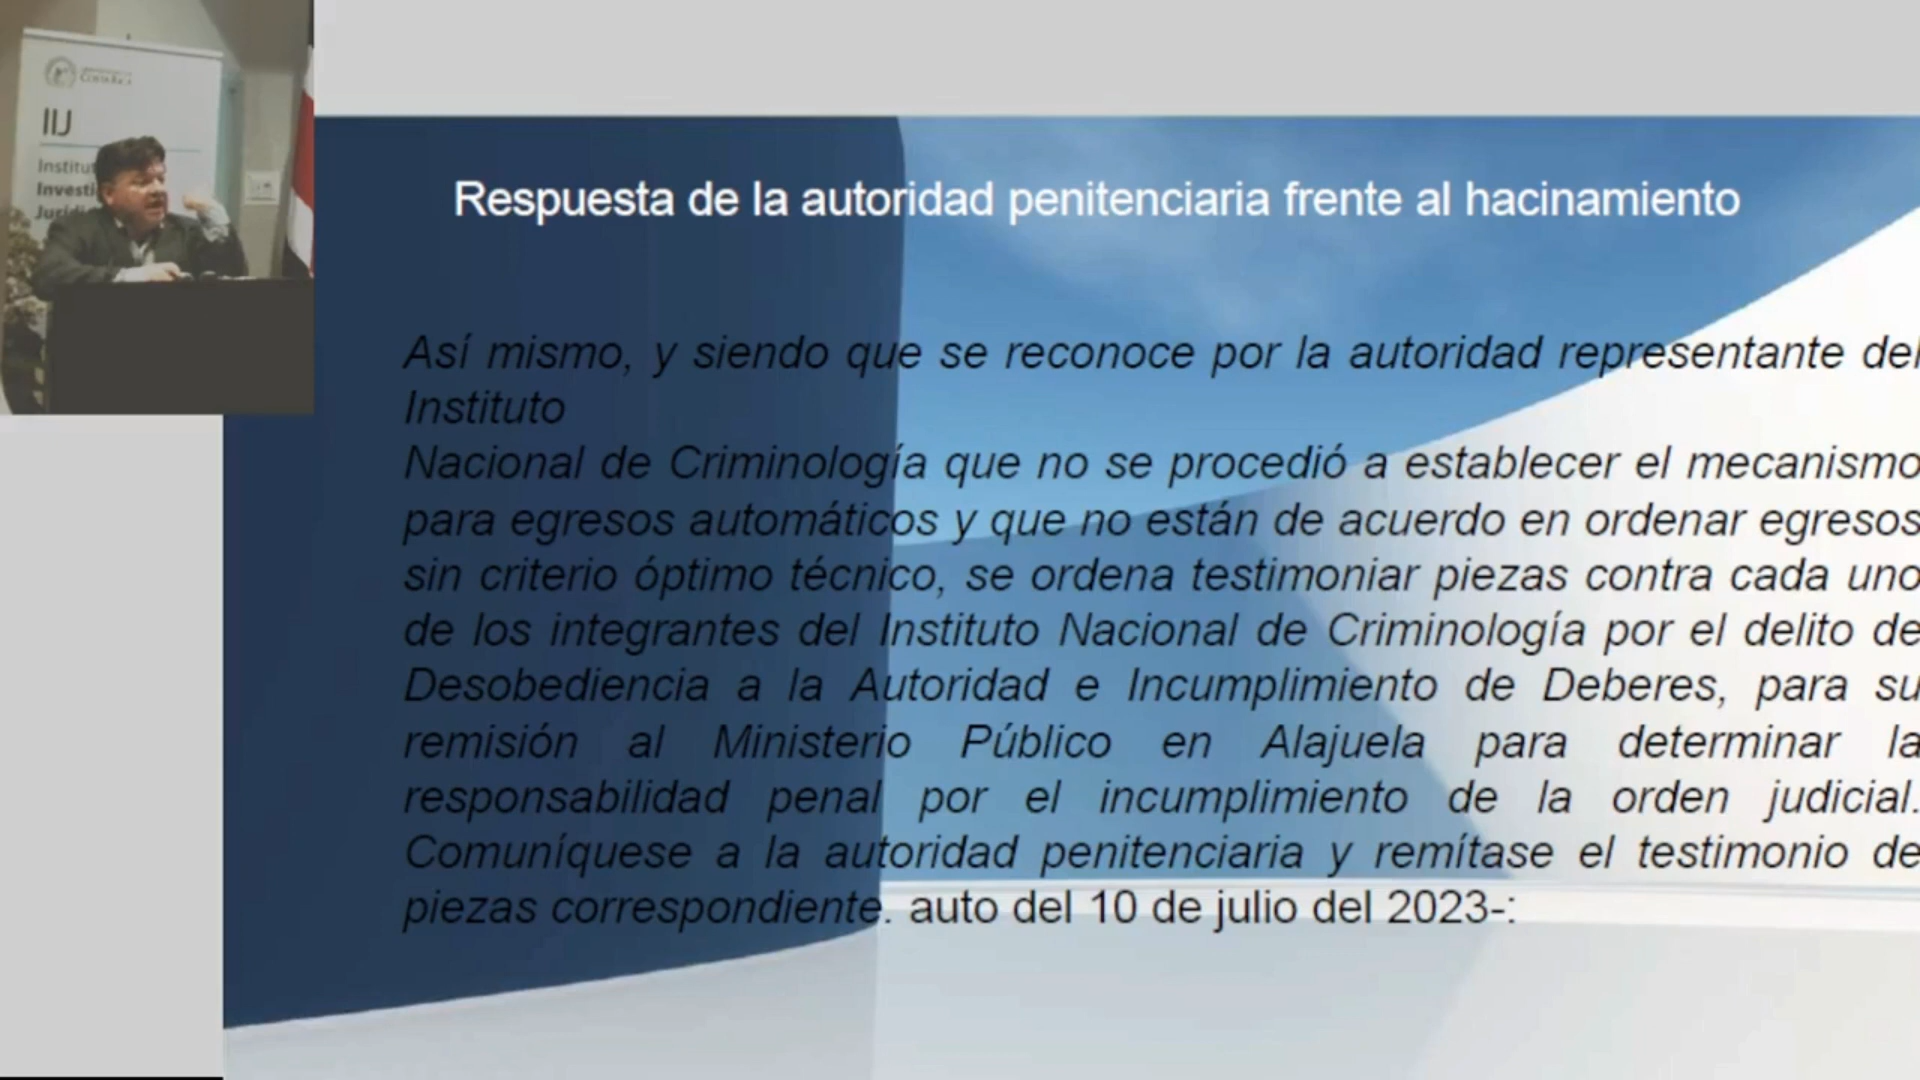 COSTA RICA
IIJ
Respuesta de la autoridad penitenciaria frente al hacinamiento
Así mismo, y siendo que se reconoce por la autoridad representante del
Instituto
Nacional de Criminología que no se procedió a establecer el mecanismo
para egresos automáticos y que no están de acuerdo en ordenar egresos
sin criterio óptimo técnico, se ordena testimoniar piezas contra cada uno
de los integrantes del Instituto Nacional de Criminología por el delito de
Desobediencia a la Autoridad e Incumplimiento de Deberes, para su
remisión al Ministerio Público en Alajuela para determinar la
responsabilidad penal por el incumplimiento de la orden judicial.
Comuníquese a la autoridad penitenciaria y remítase el testimonio de
piezas correspondiente. auto del 10 de julio del 2023-: